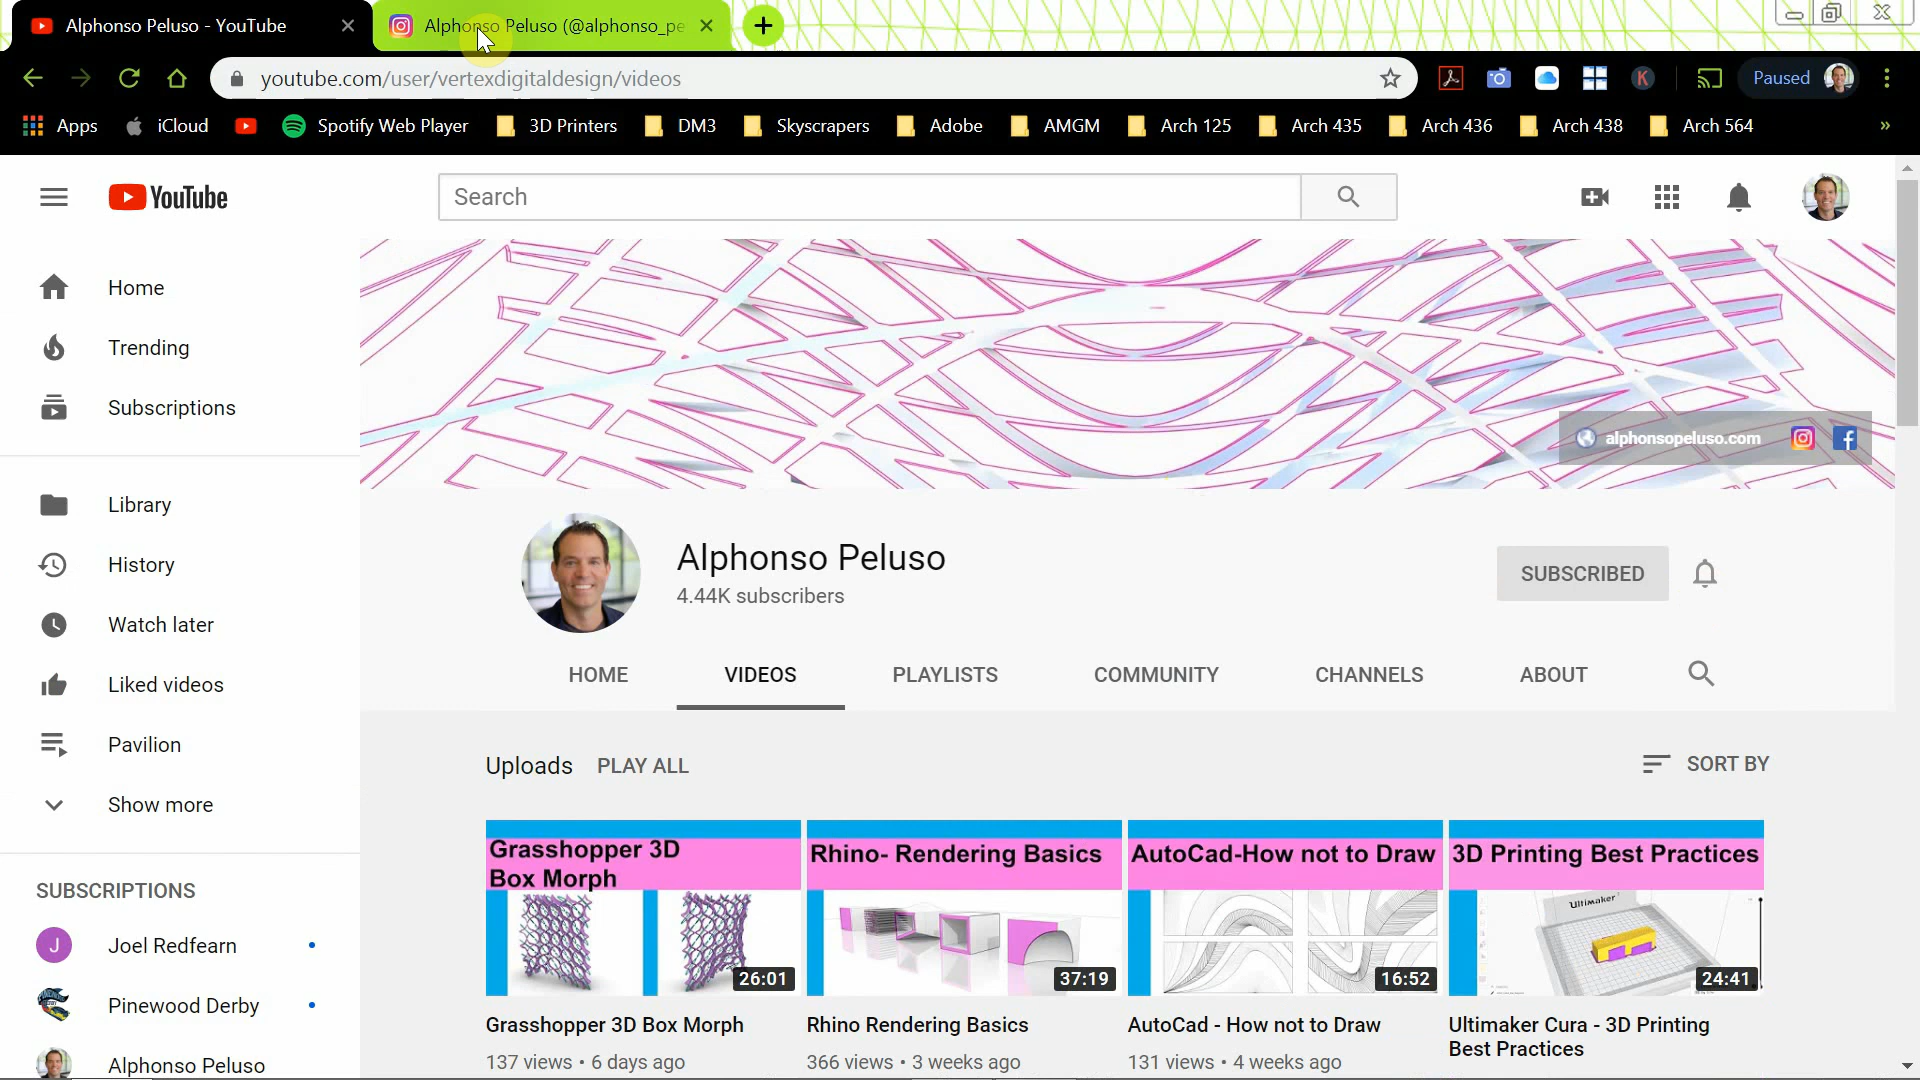 Alphonso Peluso - YouTube
Alphonso Peluso (@alphonso_pe
youtube.com/user/vertexdigitaldesign/videos
K
Paused
Apps
iCloud
Spotify Web Player
3D Printers
DM3
Skyscrapers
Adobe
AMGM
Arch 125
Arch 435
Arch 436
Arch 438
Arch 564
»
YouTube
Search
Home
Trending
Subscriptions
Library
History
Watch later
Liked videos
Pavilion
Show more
SUBSCRIPTIONS
J
Joel Redfearn
Pinewood Derby
Alphonso Peluso
alphonsopeluso.com
Alphonso Peluso
4.44K subscribers
SUBSCRIBED
HOME
VIDEOS
PLAYLISTS
COMMUNITY
CHANNELS
ABOUT
Uploads
PLAY ALL
SORT BY
Grasshopper 3D
Box Morph
26:01
Grasshopper 3D Box Morph
137 views • 6 days ago
Rhino- Rendering Basics
37:19
Rhino Rendering Basics
366 views • 3 weeks ago
AutoCad-How not to Draw
16:52
AutoCad - How not to Draw
131 views • 4 weeks ago
3D Printing Best Practices
Ultimaker
24:41
Ultimaker Cura - 3D Printing
Best Practices